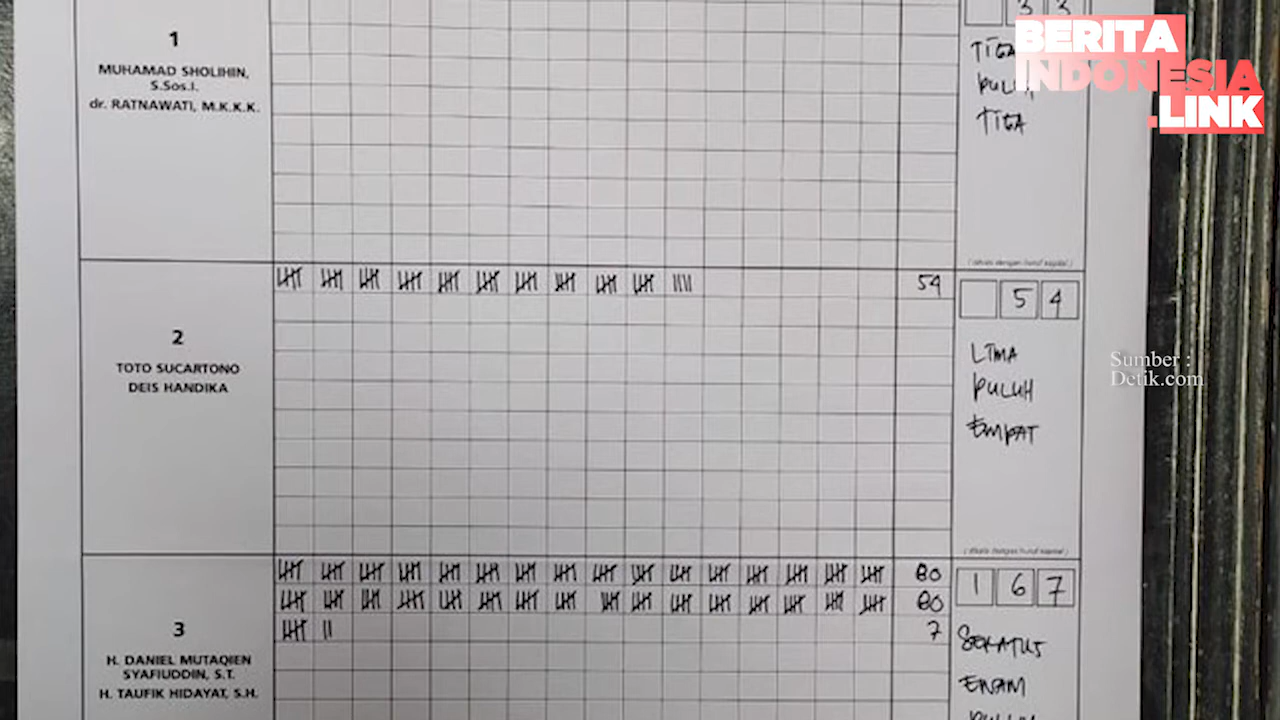 3 3
1
MUHAMAD SHOLIHIN,
S.Sos.I.
dr. RATNAWATI, M.K.K.K.
TIGA
PULUH
TIGA
BERITA
INDONESIA
.LINK
54
5 4
2
TOTO SUCARTONO
DEIS HANDIKA
LIMA
PULUH
EMPAT
Sumber :
Detik.com
80
80
7
1 6 7
3
H. DANIEL MUTAQIEN
SYAFIUDDIN, S.T.
H. TAUFIK HIDAYAT, S.H.
SERATUS
ENAM
PULUH